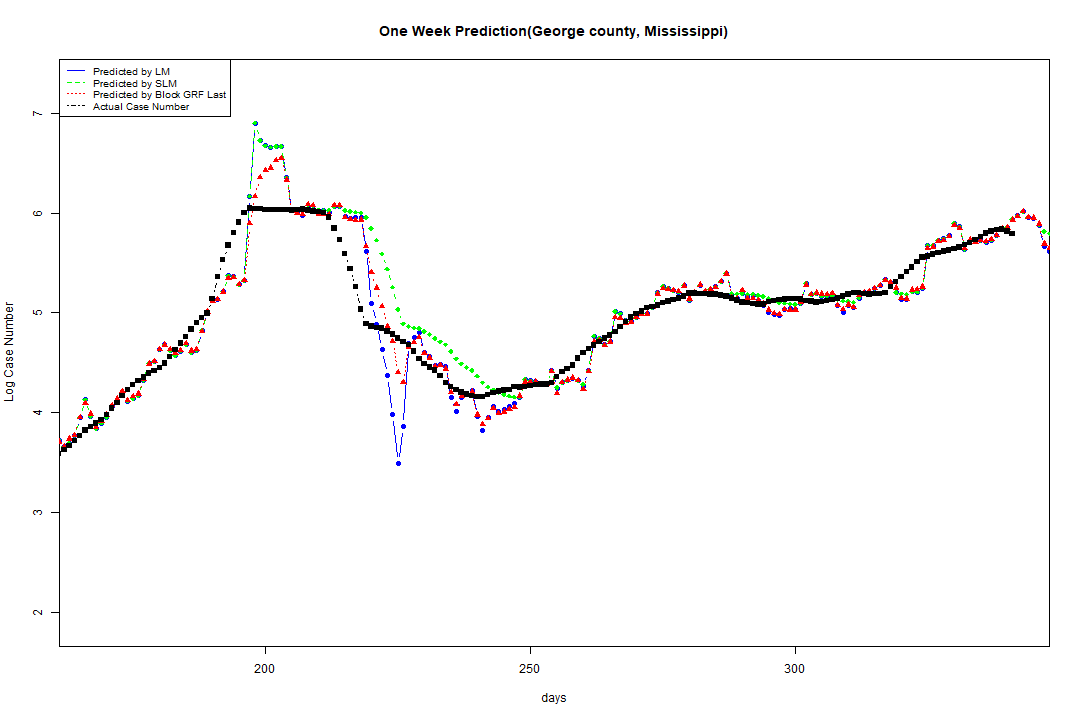 One Week Prediction(George county, Mississippi)
Predicted by LM
Predicted by SLM
Predicted by Block GRF Last
Actual Case Number
7
6
5
4
3
2
Log Case Number
200
250
300
days